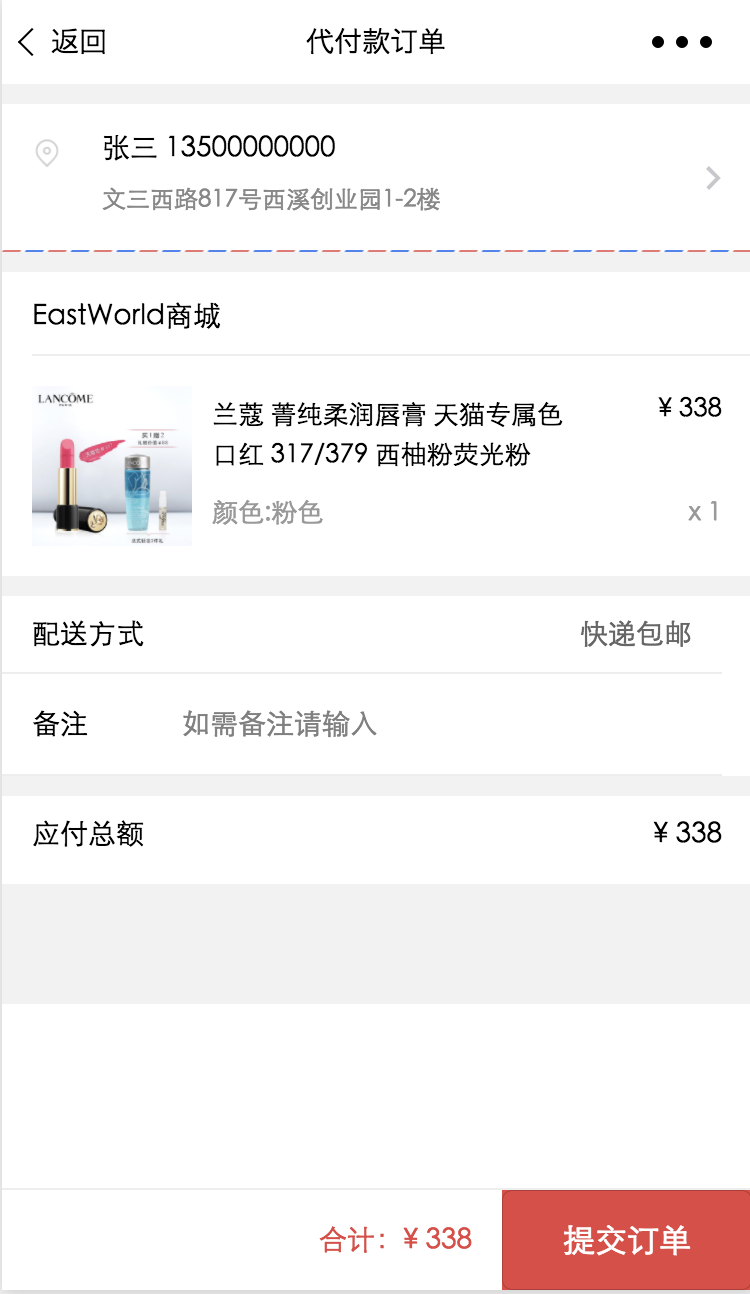 返回
代付款订单
张三 13500000000
文三西路817号西溪创业园1-2楼
EastWorld商城
LANCÔME
PARIS
买1赠2
兰蔻 菁纯柔润唇膏 天猫专属色
口红 317/379 西柚粉荧光粉
¥ 338
颜色:粉色
x 1
配送方式
快递包邮
备注
如需备注请输入
应付总额
¥ 338
合计：¥ 338
提交订单